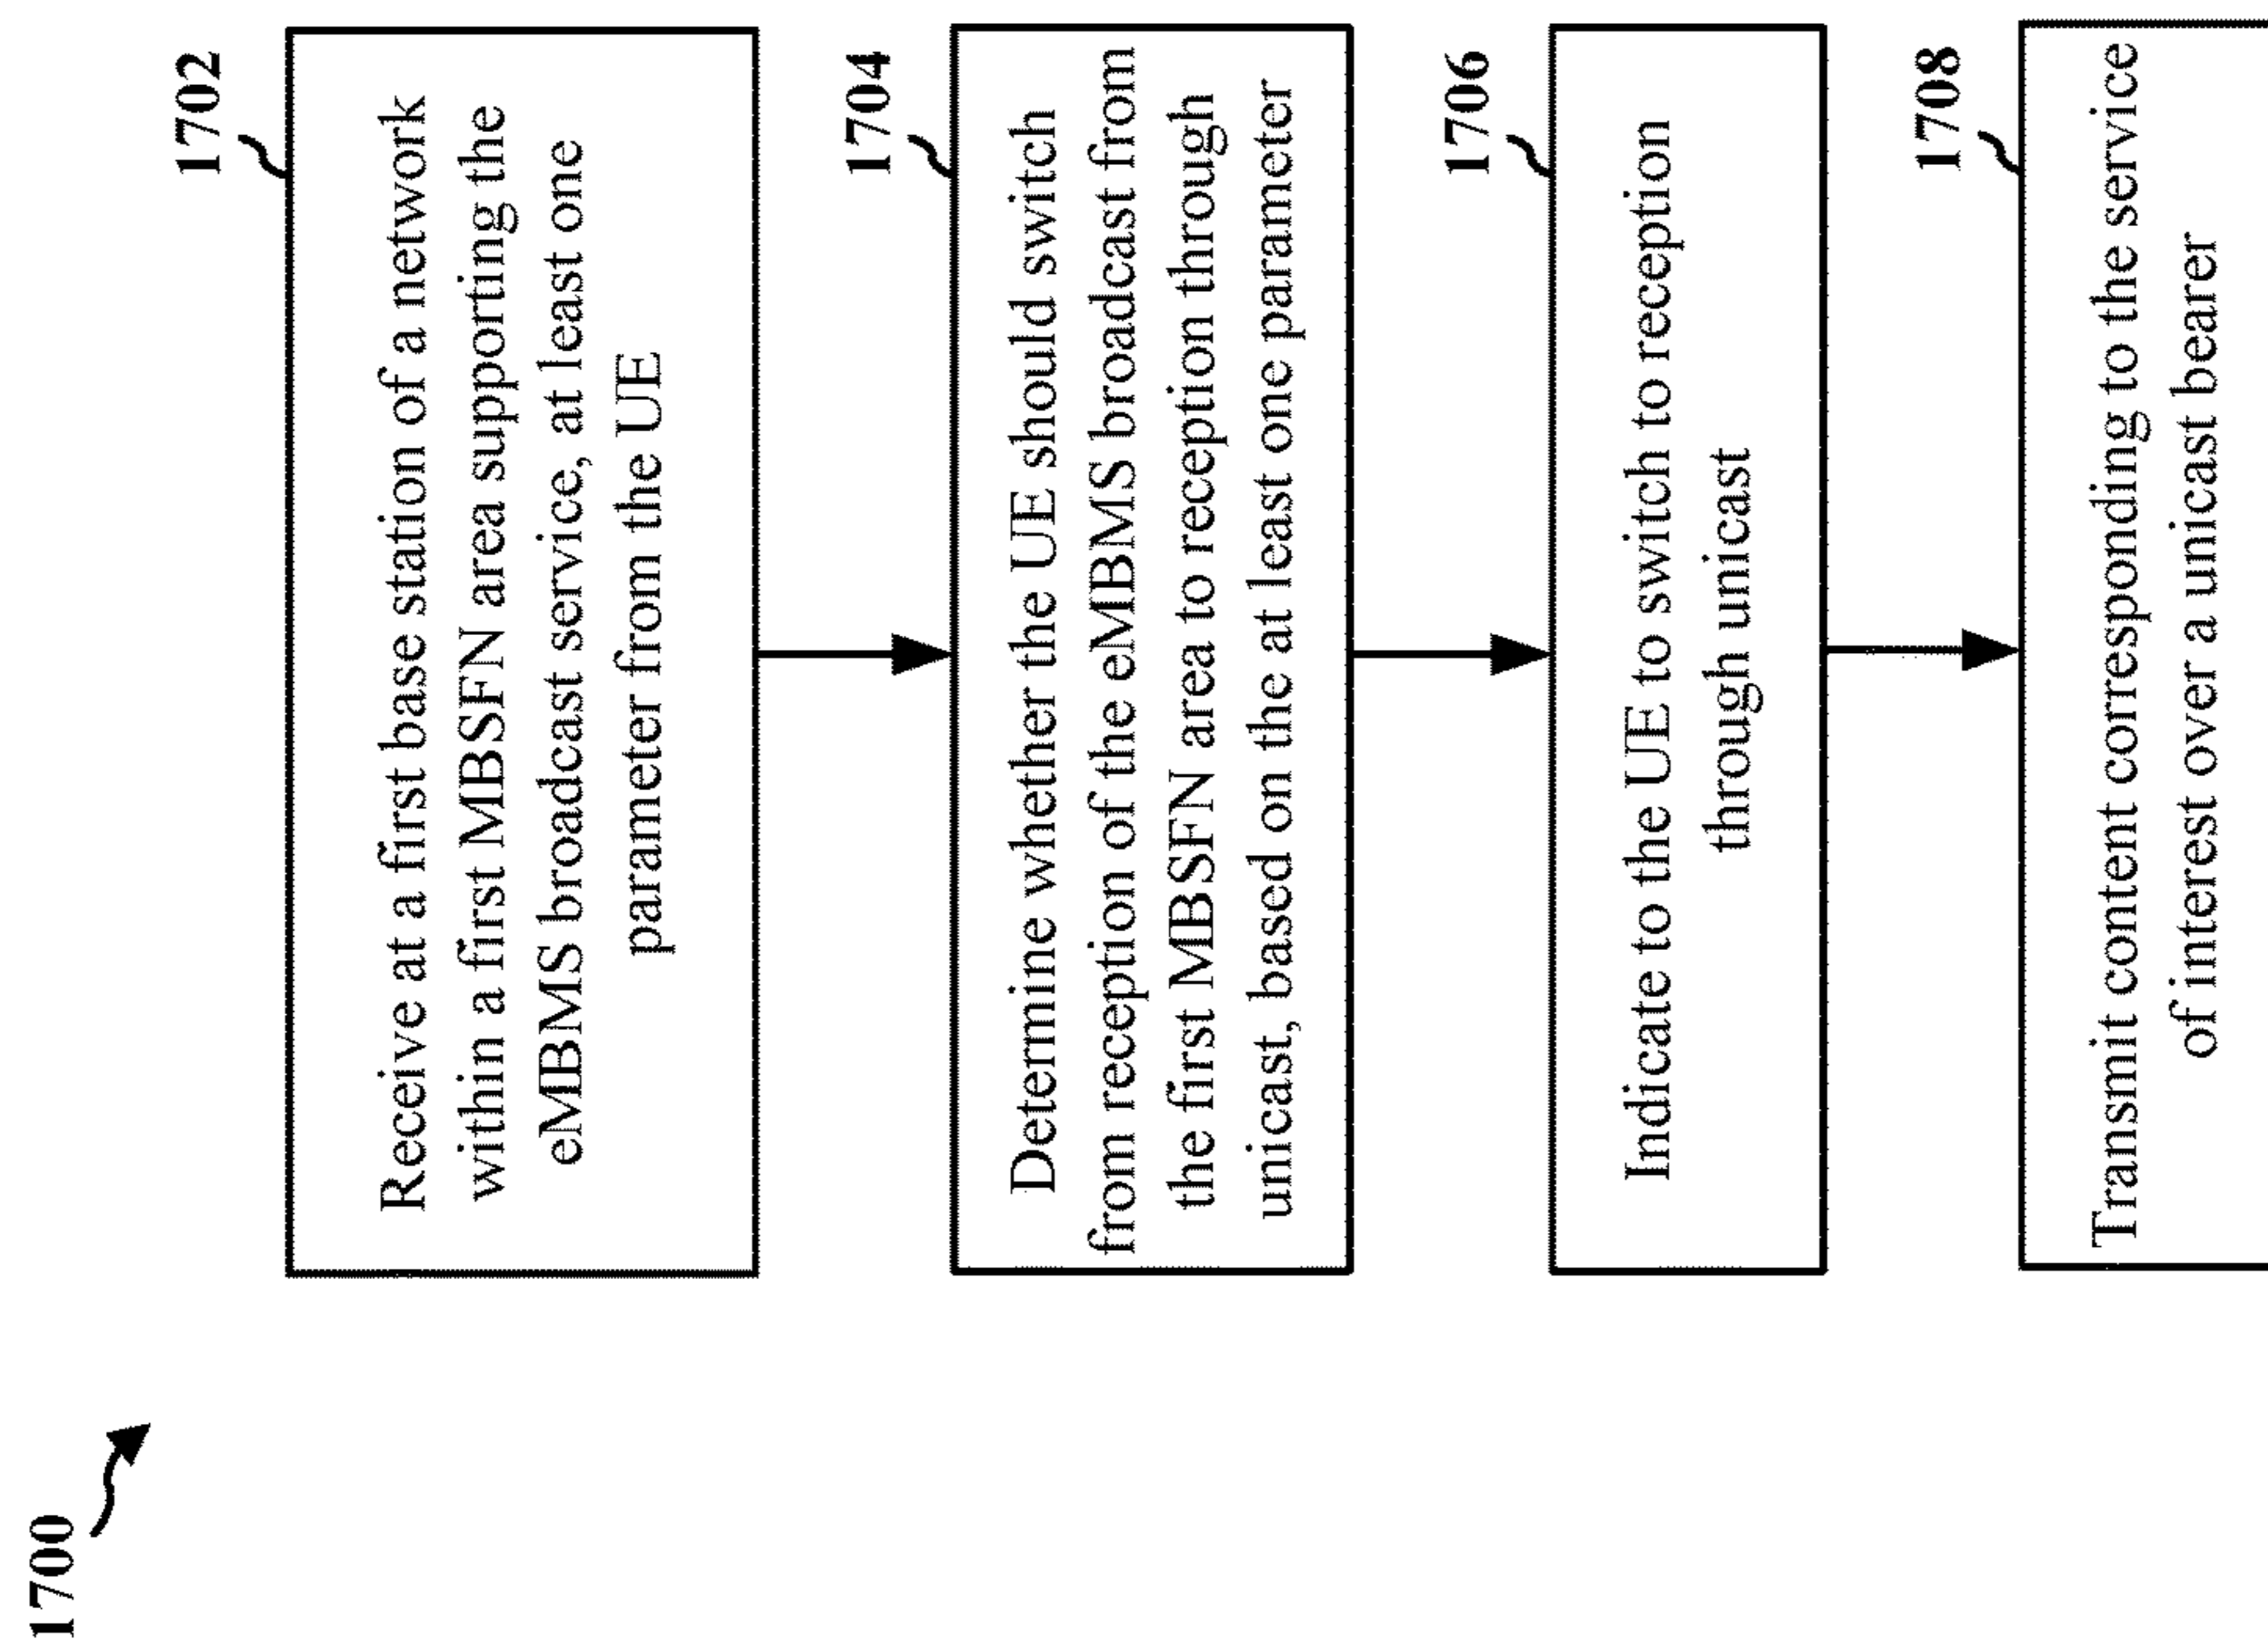 1700
1702
Receive at a first base station of a network
within a first MBSFN area supporting the
eMBMS broadcast service, at least one
parameter from the UE
1704
Determine whether the UE should switch
from reception of the eMBMS broadcast from
the first MBSFN area to reception through
unicast, based on the at least one parameter
1706
Indicate to the UE to switch to reception
through unicast
1708
Transmit content corresponding to the service
of interest over a unicast bearer